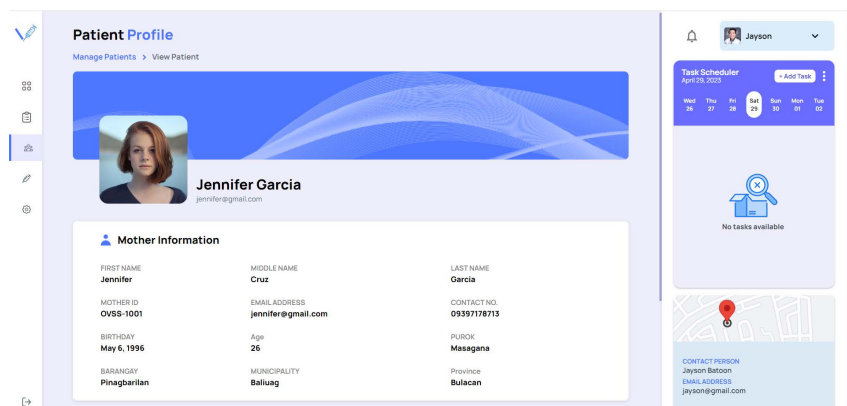 Patient Profile
Manage Patients > View Patient
Jennifer Garcia
jennifer@gmail.com
Mother Information
FIRST NAME MIDDLE NAME LAST NAME
Jennifer Cruz Garcia
MOTHER ID EMAIL ADDRESS CONTACT NO.
OVSS-1001 jennifer@gmail.com 09397178713
BIRTHDAY Age PUROK
May 6, 1996 26 Masagana
BARANGAY MUNICIPALITY Province
Pinagbarilan Baliuag Bulacan
Jayson
Task Scheduler
April 29, 2023
+ Add Task
Wed Thu Fri Sat Sun Mon Tue
26 27 28 29 30 01 02
No tasks available
CONTACT PERSON
Jayson Batoon
EMAIL ADDRESS
jayson@gmail.com